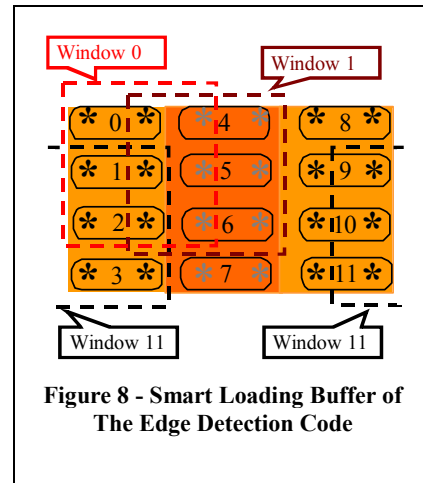 Window 0
Window 1
* 0 * * 4 * * 8 *
* 1 * * 5 * * 9 *
* 2 * * 6 * * 10 *
* 3 * * 7 * * 11 *
Window 11 Window 11
Figure 8 - Smart Loading Buffer of
The Edge Detection Code